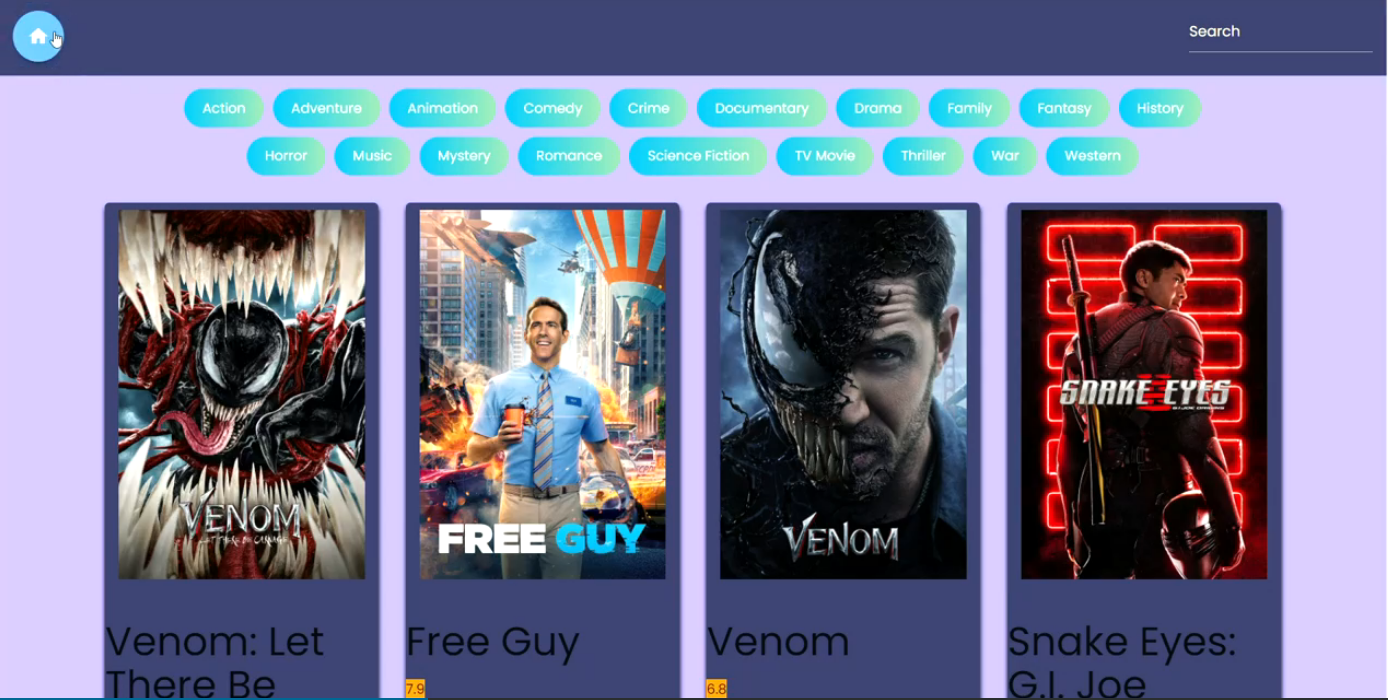 Search
Action Adventure Animation Comedy Crime Documentary Drama Family Fantasy History
Horror Music Mystery Romance Science Fiction TV Movie Thriller War Western
VENOM
LET THERE BE CARNAGE
FREE GUY
VENOM
SNAKE EYES
G.I. JOE ORIGINS
Venom: Let
There Be
Free Guy
7.9
Venom
6.8
Snake Eyes:
G.I. Joe